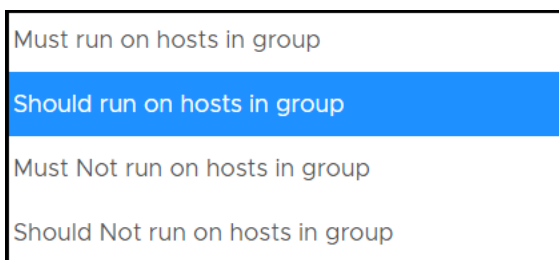 Must run on hosts in group
Should run on hosts in group
Must Not run on hosts in group
Should Not run on hosts in group